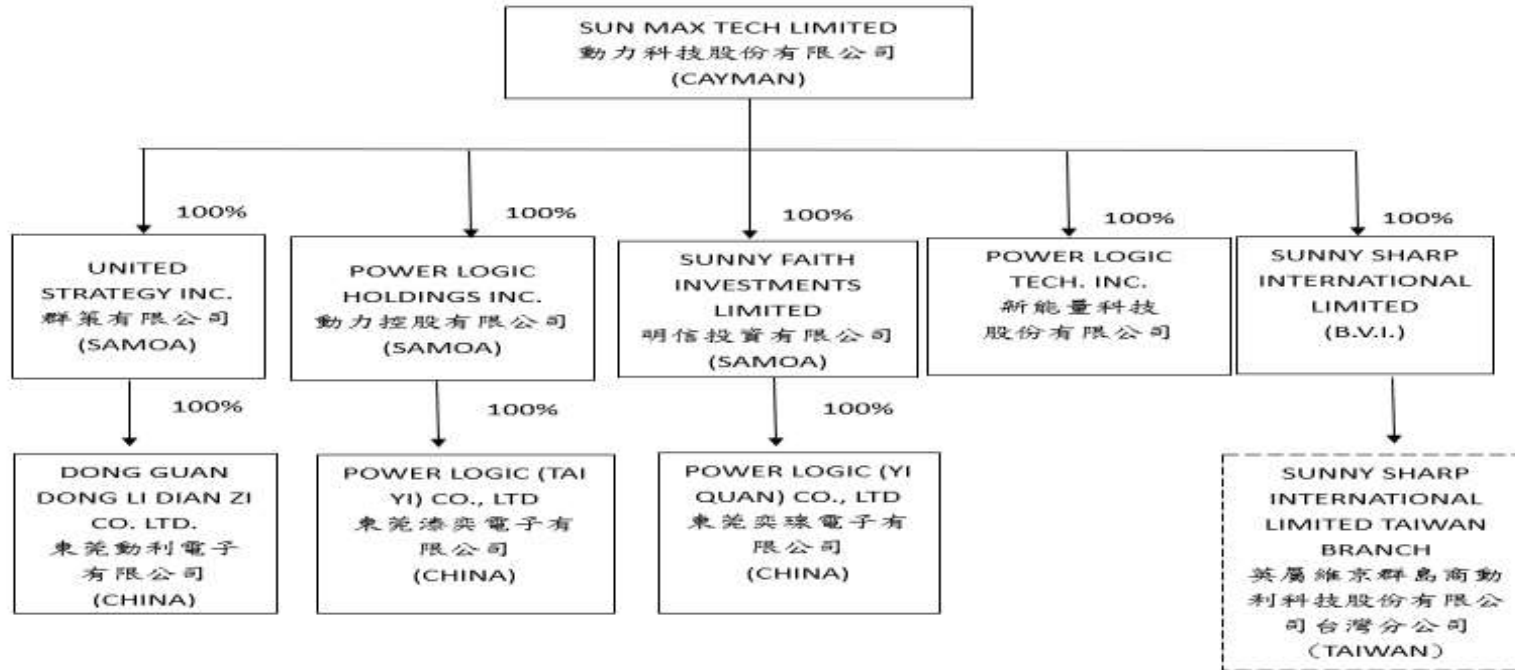 SUN MAX TECH LIMITED
動力科技股份有限公司
(CAYMAN)
100%
100%
100%
100%
100%
UNITED
STRATEGY INC.
群策有限公司
(SAMOA)
POWER LOGIC
HOLDINGS INC.
動力控股有限公司
(SAMOA)
SUNNY FAITH
INVESTMENTS
LIMITED
明信投資有限公司
(SAMOA)
POWER LOGIC
TECH. INC.
新能量科技
股份有限公司
SUNNY SHARP
INTERNATIONAL
LIMITED
(B.V.I.)
100%
100%
100%
DONG GUAN
DONG LI DIAN ZI
CO. LTD.
東莞動利電子
有限公司
(CHINA)
POWER LOGIC (TAI
YI) CO., LTD
東莞漆奕電子有
限公司
(CHINA)
POWER LOGIC (YI
QUAN) CO., LTD
東莞奕電子有
限公司
(CHINA)
SUNNY SHARP
INTERNATIONAL
LIMITED TAIWAN
BRANCH
英屬維京群島商動
利科技股份有限公
司台灣分公司
(TAIWAN)